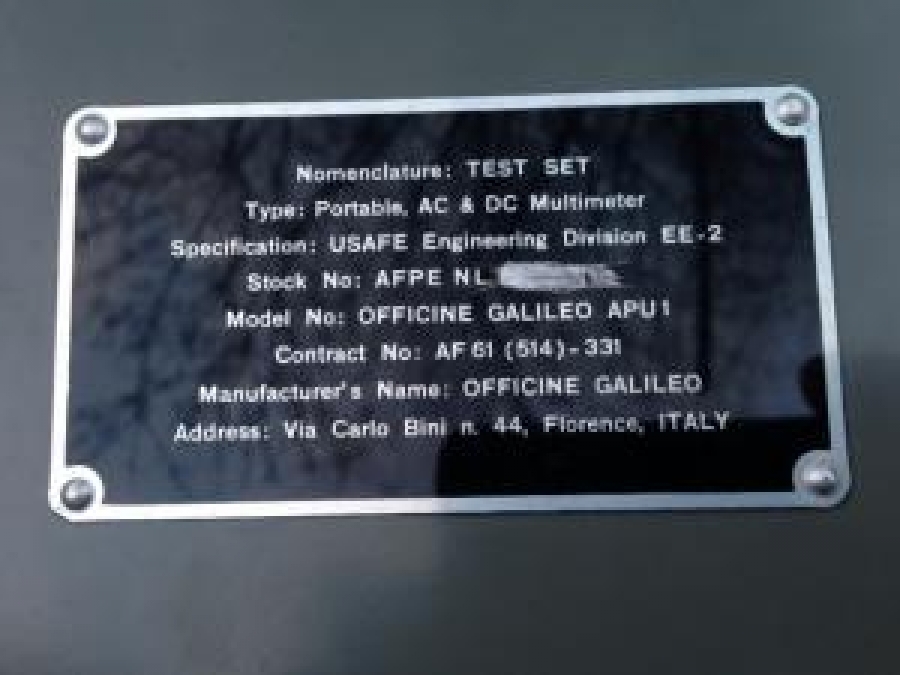 Nomenclature: TEST SET
Type: Portable, AC & DC Multimeter
Specification: USAFE Engineering Division EE-2
Stock No: AFPE NL
Model No: OFFICINE GALILEO APU1
Contract No: AF 61 (514)-331
Manufacturer's Name: OFFICINE GALILEO
Address: Via Carlo Bini n. 44, Florence, ITALY